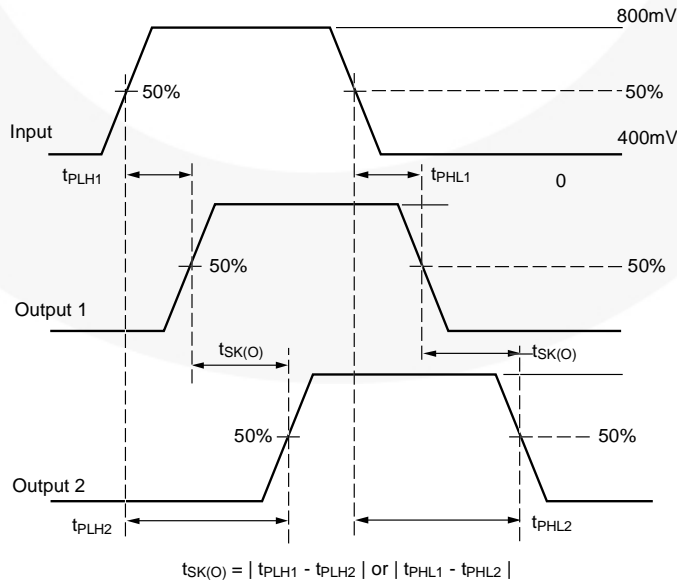 800mV
50%
50%
Input
400mV
tPLH1
tPHL1
0
50%
50%
Output 1
tSK(O)
tSK(O)
50%
50%
Output 2
tPLH2
tPHL2
tSK(O) = | tPLH1 - tPLH2 | or | tPHL1 - tPHL2 |